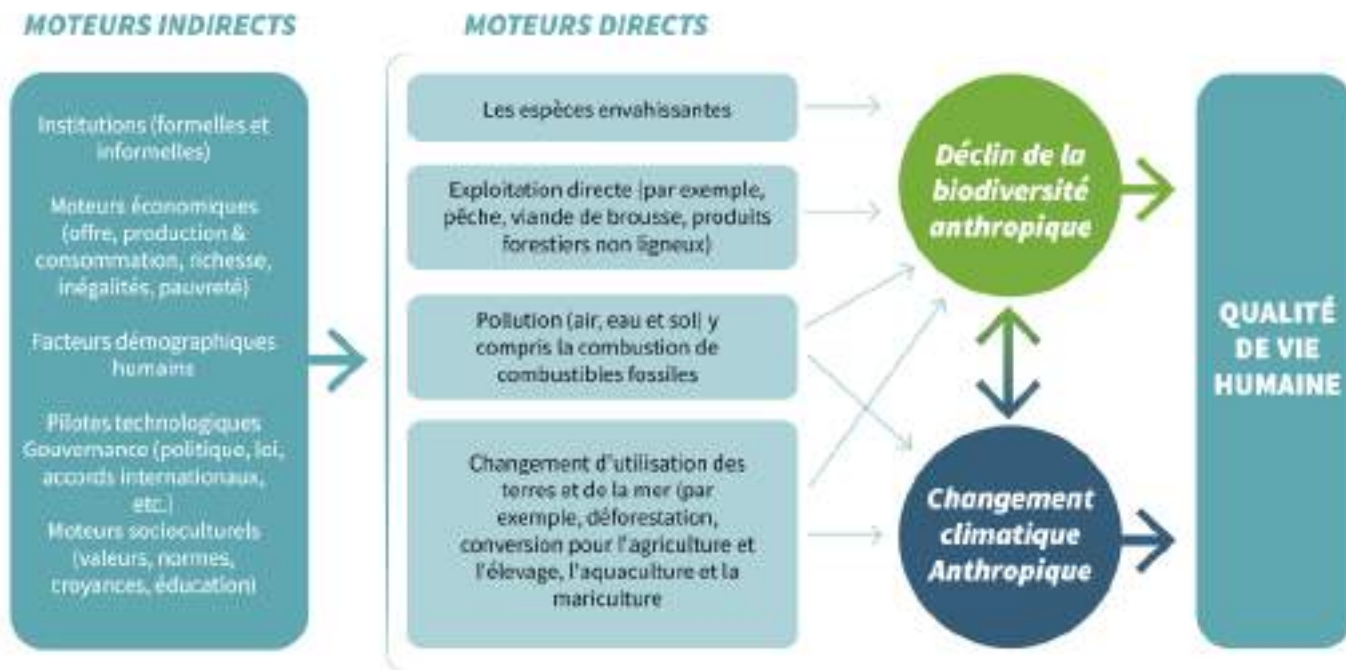 MOTEURS INDIRECTS
Institutions (formelles et
informelles)
Moteurs économiques
(offre, production &
consommation, richesse,
inégalités, pauvreté)
Facteurs démographiques
humains
Pilotes technologiques
Gouvernance (politique, loi,
accords internationaux,
etc.)
Moteurs socioculturels
(valeurs, normes,
croyances, éducation)
MOTEURS DIRECTS
Les espèces envahissantes
Exploitation directe (par exemple,
pêche, viande de brousse, produits
forestiers non ligneux)
Pollution (air, eau et sol) y
compris la combustion de
combustibles fossiles
Changement d'utilisation des
terres et de la mer (par
exemple, déforestation,
conversion pour l'agriculture et
l'élevage, l'aquaculture et la
mariculture
Déclin de la
biodiversité
anthropique
Changement
climatique
Anthropique
QUALITÉ
DE VIE
HUMAINE